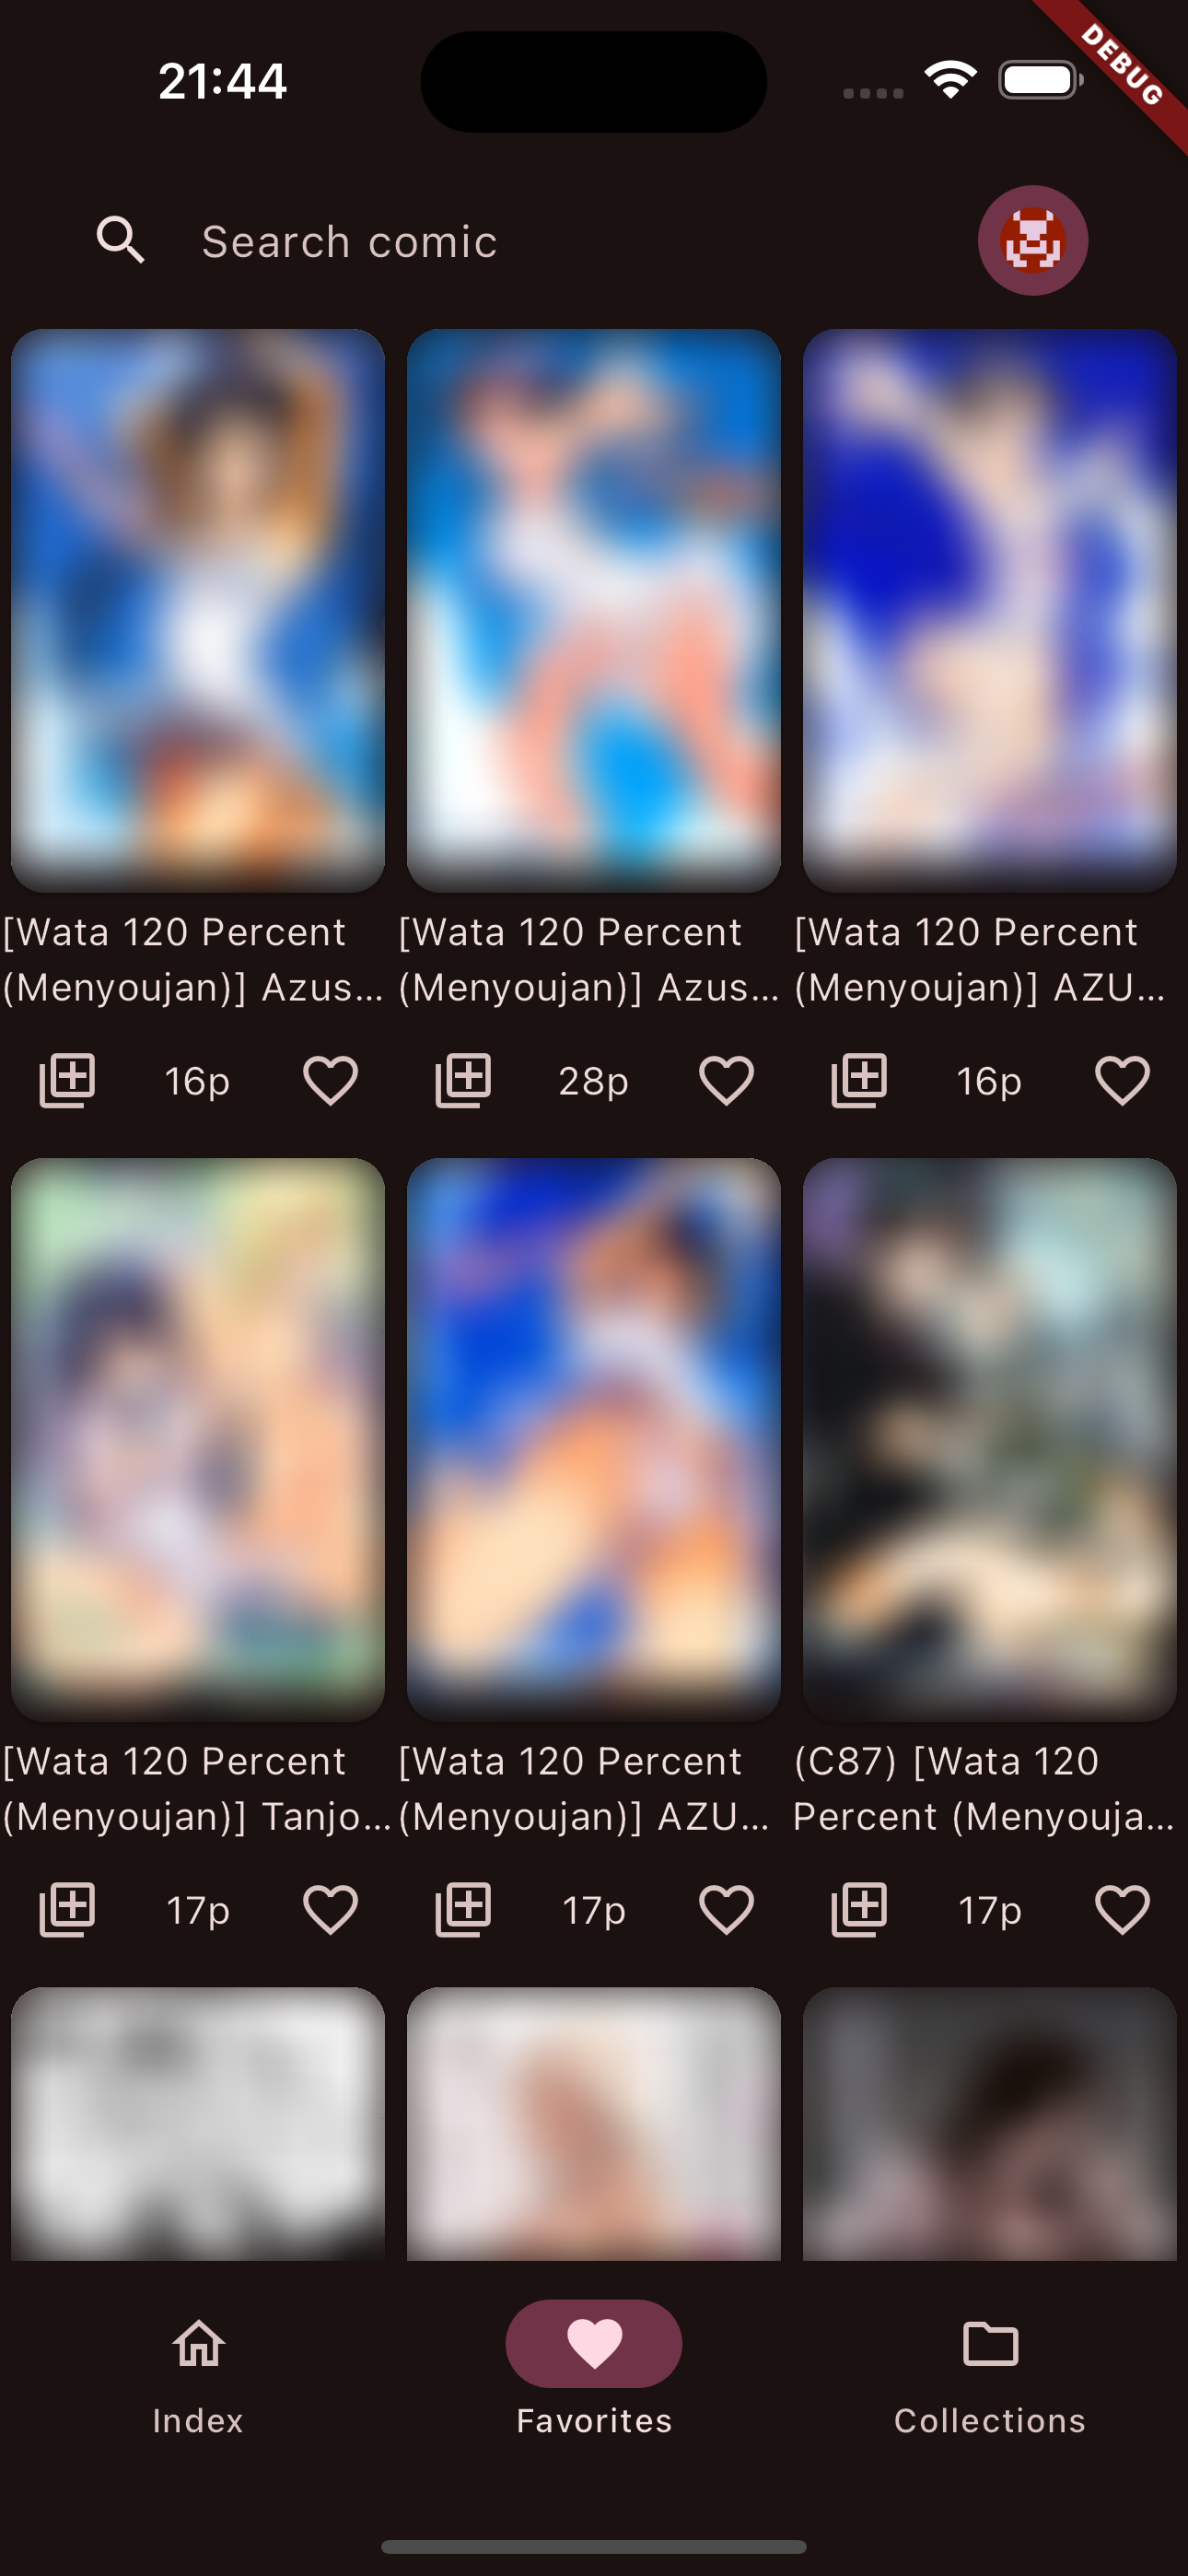 21:44
DEBUG
Search comic
[Wata 120 Percent
(Menyoujan)] Azus...
[Wata 120 Percent
(Menyoujan)] Azus...
[Wata 120 Percent
(Menyoujan)] AZU...
16p
28p
16p
[Wata 120 Percent
(Menyoujan)] Tanjo...
[Wata 120 Percent
(Menyoujan)] AZU...
(C87) [Wata 120
Percent (Menyouja...
17p
17p
17p
Index
Favorites
Collections